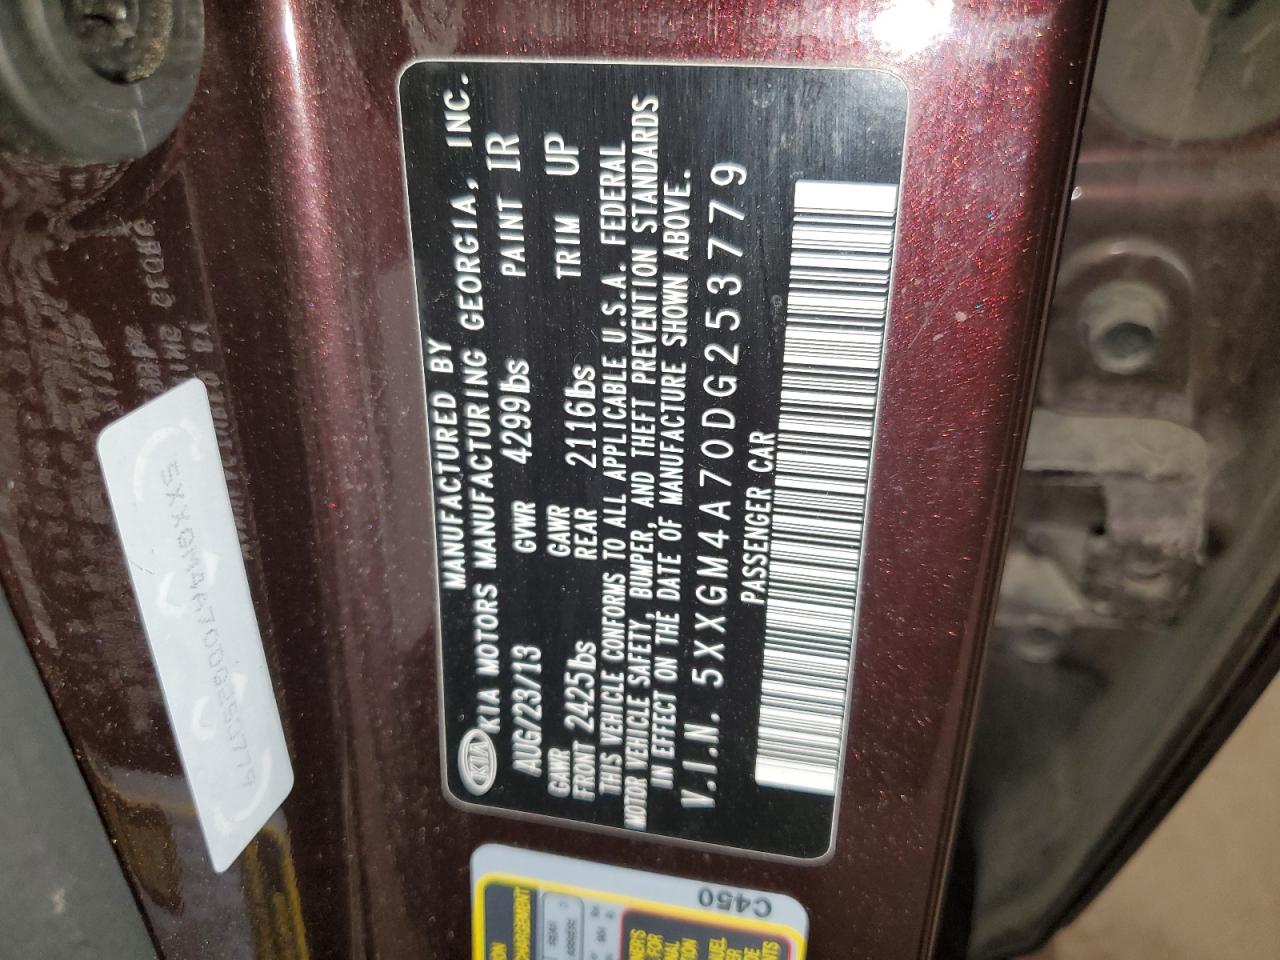 MANUFACTURED BY
KIA KIA MOTORS MANUFACTURING GEORGIA, INC.
AUG/23/13 GVWR 4299lbs PAINT IR
GAWR FRONT 2425lbs GAWR REAR 2116lbs TRIM UP
THIS VEHICLE CONFORMS TO ALL APPLICABLE U.S.A. FEDERAL
MOTOR VEHICLE SAFETY, BUMPER, AND THEFT PREVENTION STANDARDS
IN EFFECT ON THE DATE OF MANUFACTURE SHOWN ABOVE.
V.I.N. 5XXGM4A70DG253779
PASSENGER CAR
C450